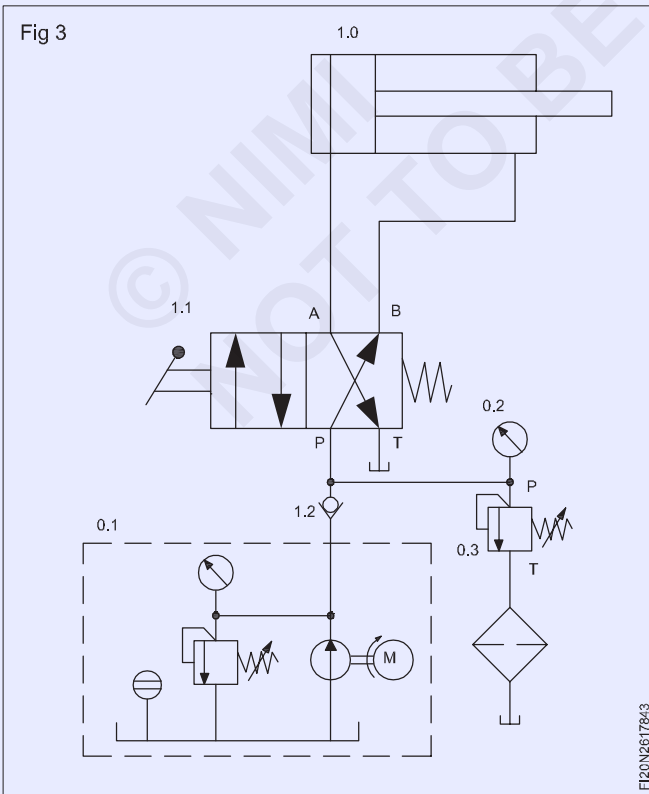 Fig 3
1.0
© NIMI
NOT TO BE
1.1
A B
P T
0.2
P
1.2
0.3
T
0.1
M
FI20N2617843